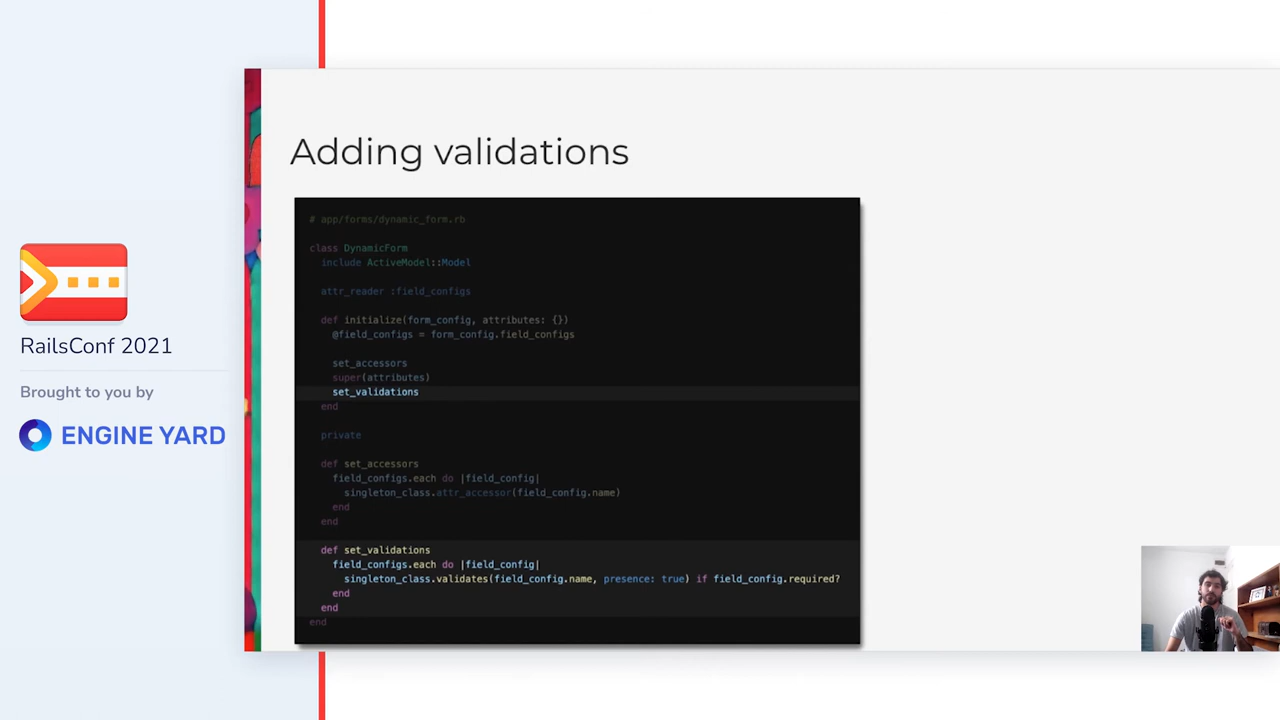 Adding validations
# app/forms/dynamic_form.rb
class DynamicForm
include ActiveModel::Model
attr_reader :field_configs
def initialize(form_config, attributes: {})
@field_configs = form_config.field_configs
set_accessors
super(attributes)
set_validations
end
private
def set_accessors
field_configs.each do |field_config|
singleton_class.attr_accessor(field_config.name)
end
end
def set_validations
field_configs.each do |field_config|
singleton_class.validates(field_config.name, presence: true) if field_config.required?
end
end
end
RailsConf 2021
Brought to you by
ENGINE YARD